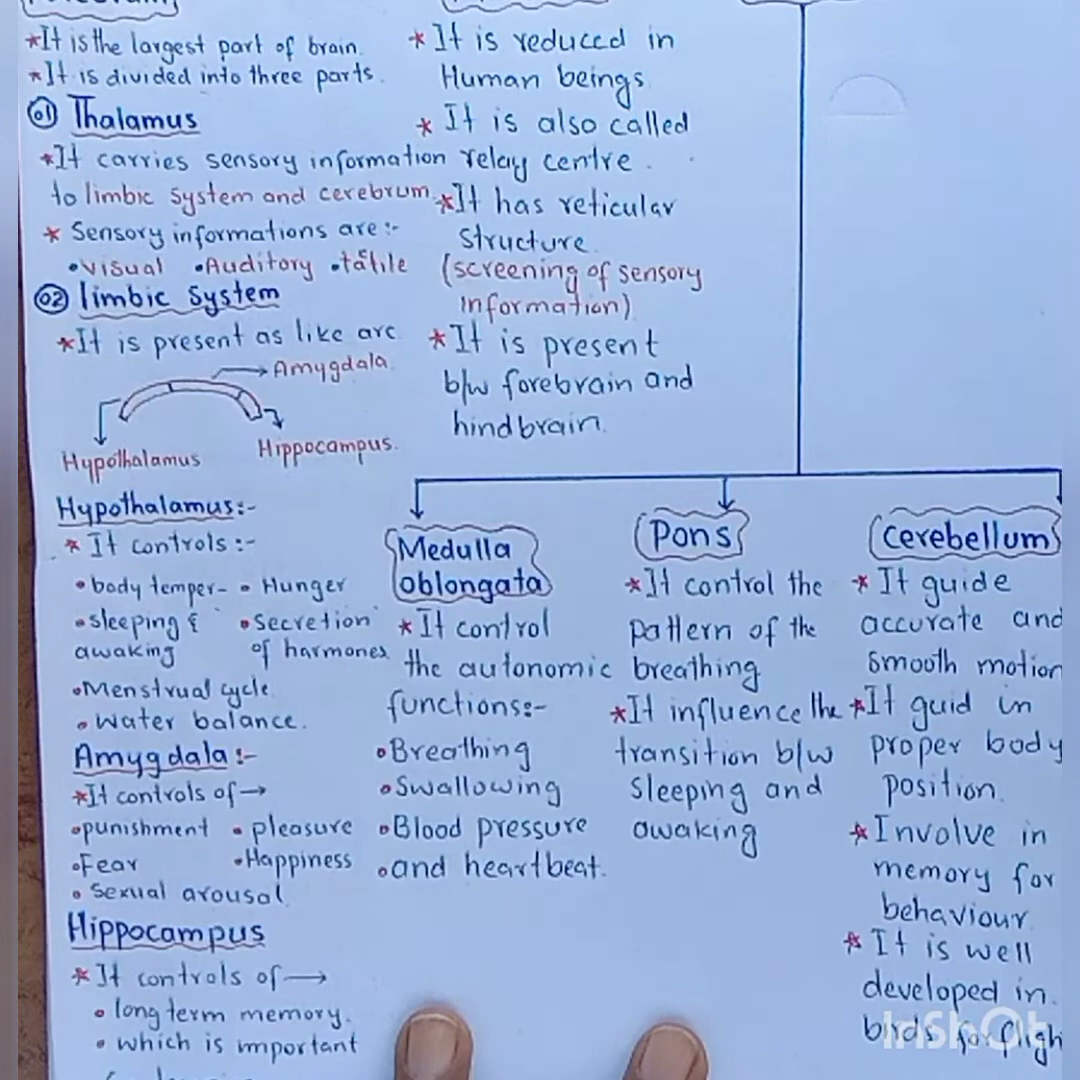 *It is the largest part of brain.
*It is divided into three parts.
01 Thalamus
*It carries sensory information
to limbic system and cerebrum
* Sensory informations are:-
•visual •Auditory •tactile
02 limbic system
*It is present as like arc
Amygdala
Hypothalamus
Hippocampus.
Hypothalamus:-
* It controls:-
•body temper- • Hunger
•sleeping & •secretion
awaking of harmones
•Menstrual cycle
• water balance.
Amygdala:-
*It controls of→
•punishment • pleasure
•Fear •Happiness
• sexual arousal
Hippocampus
*It controls of→
• long term memory.
• which is important
* It is reduced in
Human beings
* It is also called
relay centre.
*It has reticular
structure.
(screening of sensory
information)
*It is present
b/w forebrain and
hindbrain.
Medulla
oblongata
*It control
the autonomic
functions:-
•Breathing
•Swallowing
•Blood pressure
•and heartbeat.
Pons
*It control the
pattern of the
breathing
*It influence the
transition b/w
sleeping and
awaking
cerebellum
* It guide
accurate and
smooth motion
*It guid in
proper body
position.
*Involve in
memory for
behaviour.
*It is well
developed in
birds for fligh
InShOt